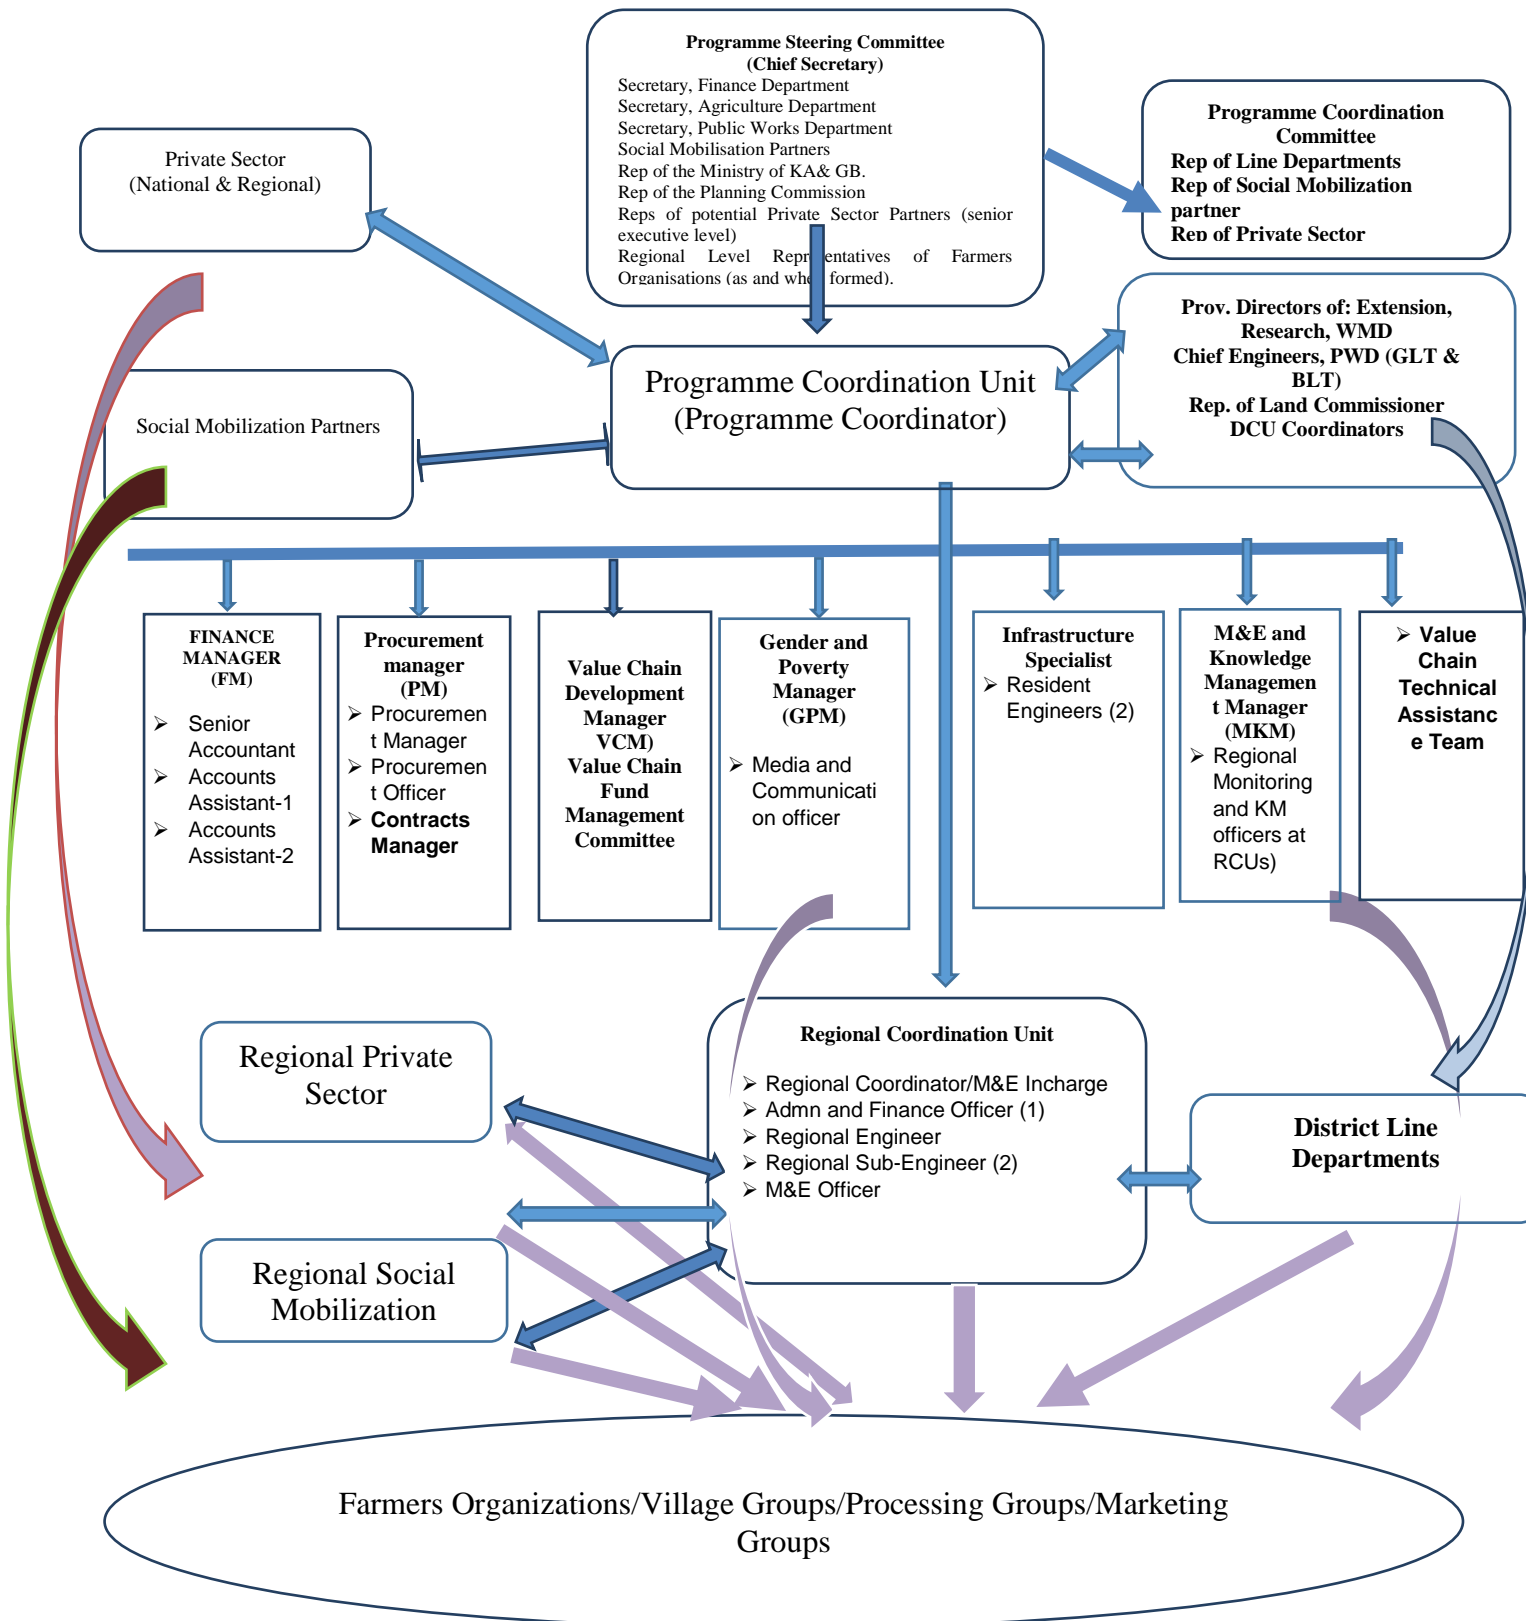 Programme Steering Committee
(Chief Secretary)
Secretary, Finance Department
Secretary, Agriculture Department
Secretary, Public Works Department
Social Mobilisation Partners
Rep of the Ministry of KA& GB.
Rep of the Planning Commission
Reps of potential Private Sector Partners (senior
executive level)
Regional Level Representatives of Farmers
Organisations (as and when formed).
Programme Coordination
Committee
Rep of Line Departments
Rep of Social Mobilization
partner
Rep of Private Sector
Private Sector
(National & Regional)
Prov. Directors of: Extension,
Research, WMD
Chief Engineers, PWD (GLT &
BLT)
Rep. of Land Commissioner
DCU Coordinators
Programme Coordination Unit
(Programme Coordinator)
Social Mobilization Partners
FINANCE
MANAGER
(FM)
➢ Senior
Accountant
➢ Accounts
Assistant-1
➢ Accounts
Assistant-2
Procurement
manager
(PM)
➢ Procuremen
t Manager
➢ Procuremen
t Officer
➢ Contracts
Manager
Value Chain
Development
Manager
VCM)
Value Chain
Fund
Management
Committee
Gender and
Poverty
Manager
(GPM)
➢ Media and
Communicati
on officer
Infrastructure
Specialist
➢ Resident
Engineers (2)
M&E and
Knowledge
Managemen
t Manager
(MKM)
➢ Regional
Monitoring
and KM
officers at
RCUs)
➢ Value
Chain
Technical
Assistanc
e Team
Regional Private
Sector
Regional Coordination Unit
➢ Regional Coordinator/M&E Incharge
➢ Admn and Finance Officer (1)
➢ Regional Engineer
➢ Regional Sub-Engineer (2)
➢ M&E Officer
District Line
Departments
Regional Social
Mobilization
Farmers Organizations/Village Groups/Processing Groups/Marketing
Groups